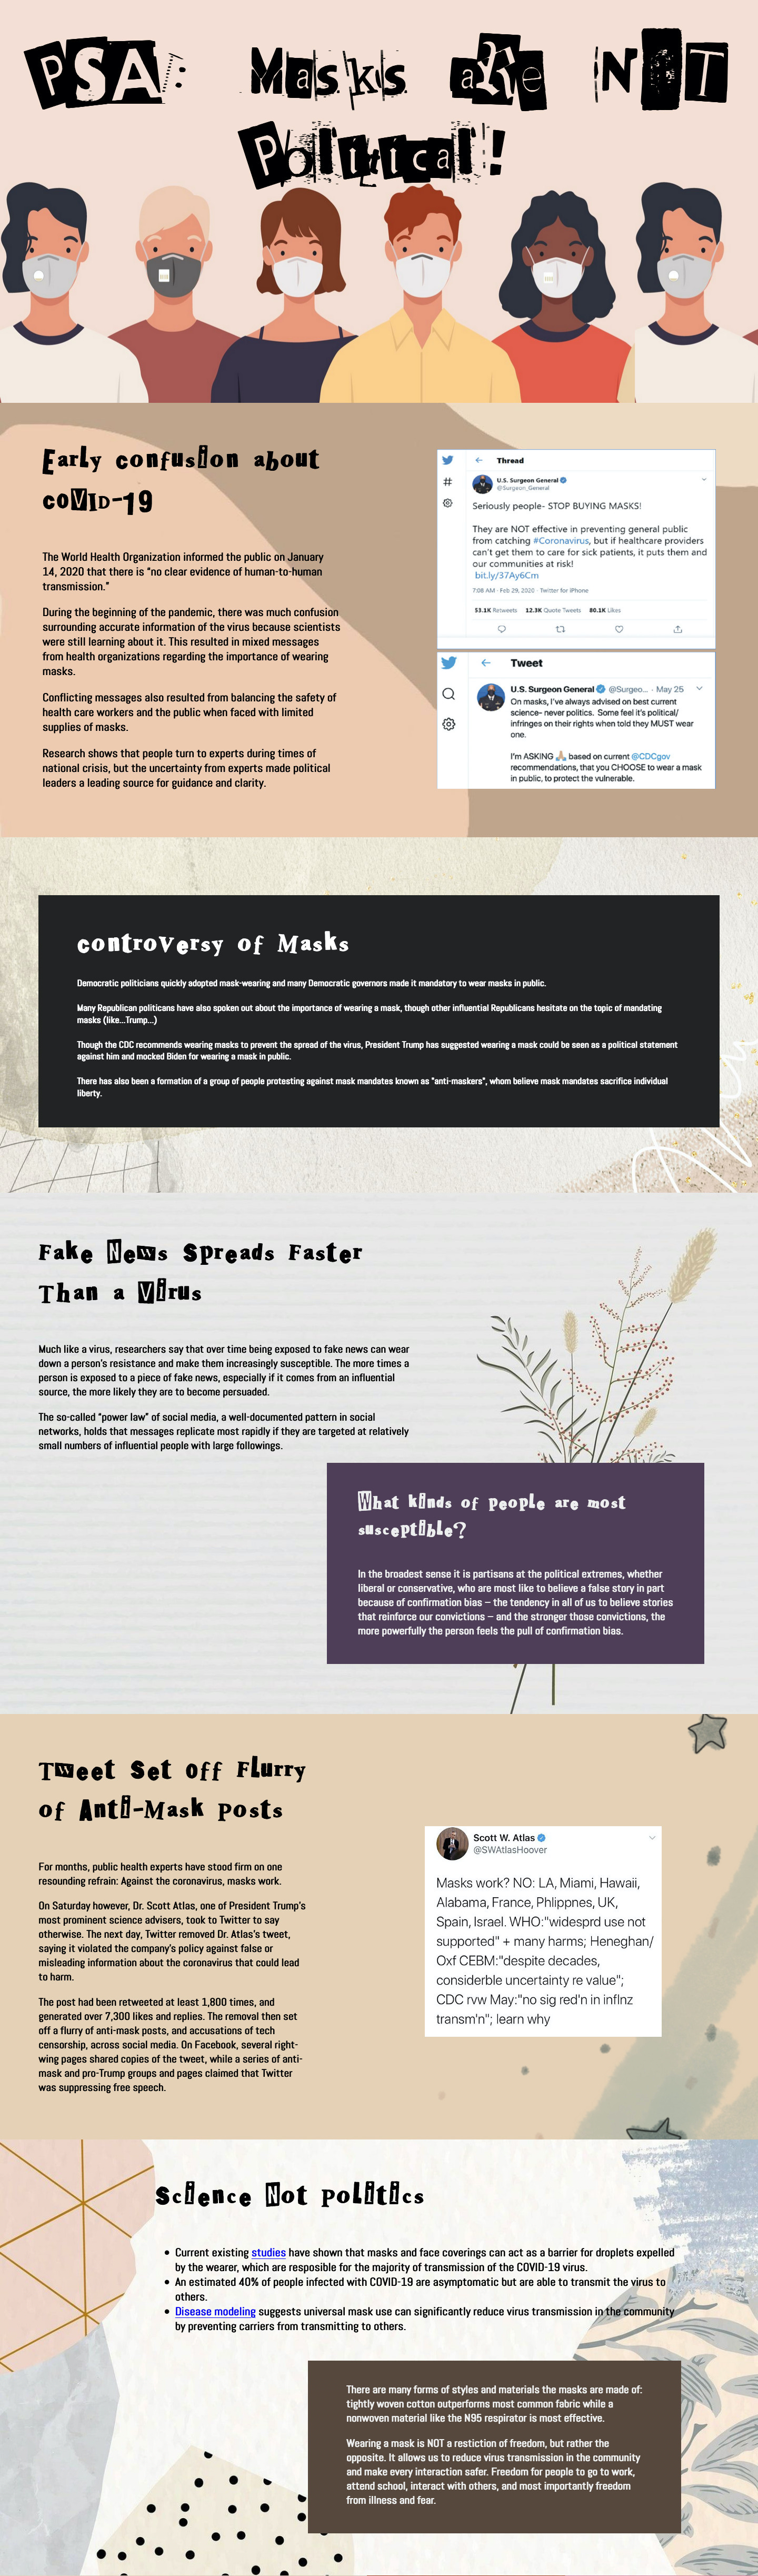 PSA: Masks are NOT
Political!
Early confusion about
COVID-19
The World Health Organization informed the public on January
14, 2020 that there is “no clear evidence of human-to-human
transmission.”
During the beginning of the pandemic, there was much confusion
surrounding accurate information of the virus because scientists
were still learning about it. This resulted in mixed messages
from health organizations regarding the importance of wearing
masks.
Conflicting messages also resulted from balancing the safety of
health care workers and the public when faced with limited
supplies of masks.
Research shows that people turn to experts during times of
national crisis, but the uncertainty from experts made political
leaders a leading source for guidance and clarity.
Thread
U.S. Surgeon General
@Surgeon_General
Seriously people- STOP BUYING MASKS!
They are NOT effective in preventing general public
from catching #Coronavirus, but if healthcare providers
can't get them to care for sick patients, it puts them and
our communities at risk!
bit.ly/37Ay6Cm
7:08 AM · Feb 29, 2020 · Twitter for iPhone
53.1K Retweets 12.3K Quote Tweets 80.1K Likes
Tweet
U.S. Surgeon General @Surgeo... · May 25
On masks, I've always advised on best current
science- never politics. Some feel it's political/
infringes on their rights when told they MUST wear
one.
I'm ASKING 🙏🏼 based on current @CDCgov
recommendations, that you CHOOSE to wear a mask
in public, to protect the vulnerable.
Controversy of Masks
Democratic politicians quickly adopted mask-wearing and many Democratic governors made it mandatory to wear masks in public.
Many Republican politicians have also spoken out about the importance of wearing a mask, though other influential Republicans hesitate on the topic of mandating
masks (like...Trump...)
Though the CDC recommends wearing masks to prevent the spread of the virus, President Trump has suggested wearing a mask could be seen as a political statement
against him and mocked Biden for wearing a mask in public.
There has also been a formation of a group of people protesting against mask mandates known as "anti-maskers", whom believe mask mandates sacrifice individual
liberty.
Fake News Spreads Faster
Than a Virus
Much like a virus, researchers say that over time being exposed to fake news can wear
down a person's resistance and make them increasingly susceptible. The more times a
person is exposed to a piece of fake news, especially if it comes from an influential
source, the more likely they are to become persuaded.
The so-called “power law” of social media, a well-documented pattern in social
networks, holds that messages replicate most rapidly if they are targeted at relatively
small numbers of influential people with large followings.
What kinds of people are most
susceptible?
In the broadest sense it is partisans at the political extremes, whether
liberal or conservative, who are most like to believe a false story in part
because of confirmation bias – the tendency in all of us to believe stories
that reinforce our convictions – and the stronger those convictions, the
more powerfully the person feels the pull of confirmation bias.
Tweet Set Off Flurry
of Anti-Mask Posts
For months, public health experts have stood firm on one
resounding refrain: Against the coronavirus, masks work.
On Saturday however, Dr. Scott Atlas, one of President Trump's
most prominent science advisers, took to Twitter to say
otherwise. The next day, Twitter removed Dr. Atlas's tweet,
saying it violated the company's policy against false or
misleading information about the coronavirus that could lead
to harm.
The post had been retweeted at least 1,800 times, and
generated over 7,300 likes and replies. The removal then set
off a flurry of anti-mask posts, and accusations of tech
censorship, across social media. On Facebook, several right-
wing pages shared copies of the tweet, while a series of anti-
mask and pro-Trump groups and pages claimed that Twitter
was suppressing free speech.
Scott W. Atlas
@SWAtlasHoover
Masks work? NO: LA, Miami, Hawaii,
Alabama, France, Phlippnes, UK,
Spain, Israel. WHO:"widesprd use not
supported" + many harms; Heneghan/
Oxf CEBM:"despite decades,
considerble uncertainty re value";
CDC rvw May:"no sig red'n in inflnz
transm'n"; learn why
Science Not Politics
• Current existing studies have shown that masks and face coverings can act as a barrier for droplets expelled
by the wearer, which are resposible for the majority of transmission of the COVID-19 virus.
• An estimated 40% of people infected with COVID-19 are asymptomatic but are able to transmit the virus to
others.
• Disease modeling suggests universal mask use can significantly reduce virus transmission in the community
by preventing carriers from transmitting to others.
There are many forms of styles and materials the masks are made of:
tightly woven cotton outperforms most common fabric while a
nonwoven material like the N95 respirator is most effective.
Wearing a mask is NOT a restiction of freedom, but rather the
opposite. It allows us to reduce virus transmission in the community
and make every interaction safer. Freedom for people to go to work,
attend school, interact with others, and most importantly freedom
from illness and fear.